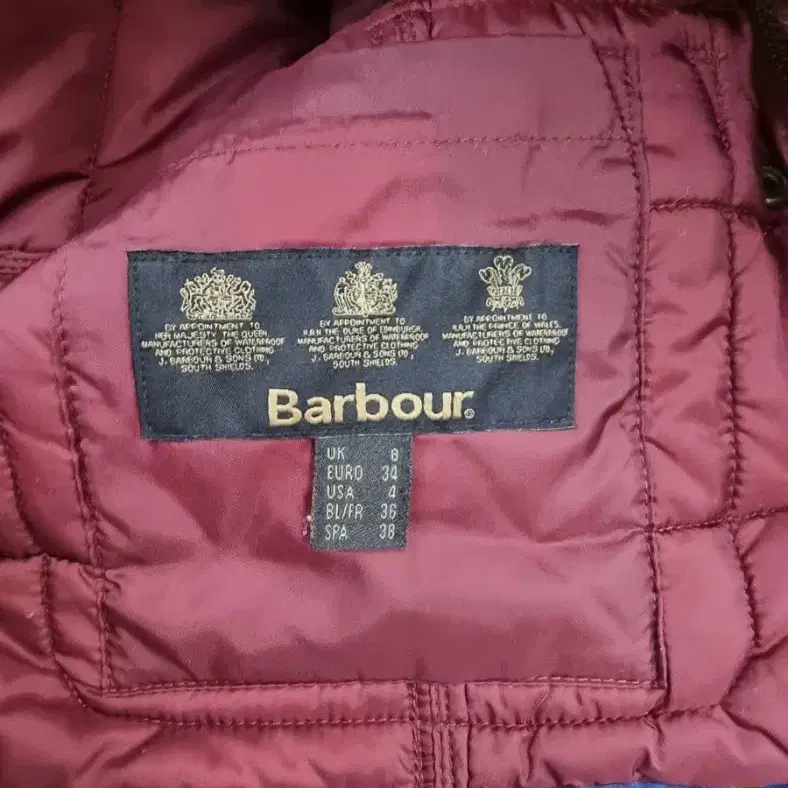 BY APPOINTMENT TO
HER MAJESTY THE QUEEN
MANUFACTURERS OF WATERPROOF
AND PROTECTIVE CLOTHING
J. BARBOUR & SONS LTD,
SOUTH SHIELDS.
BY APPOINTMENT TO
H.R.H THE DUKE OF EDINBURGH
MANUFACTURERS OF WATERPROOF
AND PROTECTIVE CLOTHING
J. BARBOUR & SONS LTD,
SOUTH SHIELDS.
BY APPOINTMENT TO
H.R.H THE PRINCE OF WALES
MANUFACTURERS OF WATERPROOF
AND PROTECTIVE CLOTHING
J. BARBOUR & SONS LTD,
SOUTH SHIELDS.
Barbour®
UK 8
EURO 34
USA 4
BL/FR 36
SPA 38